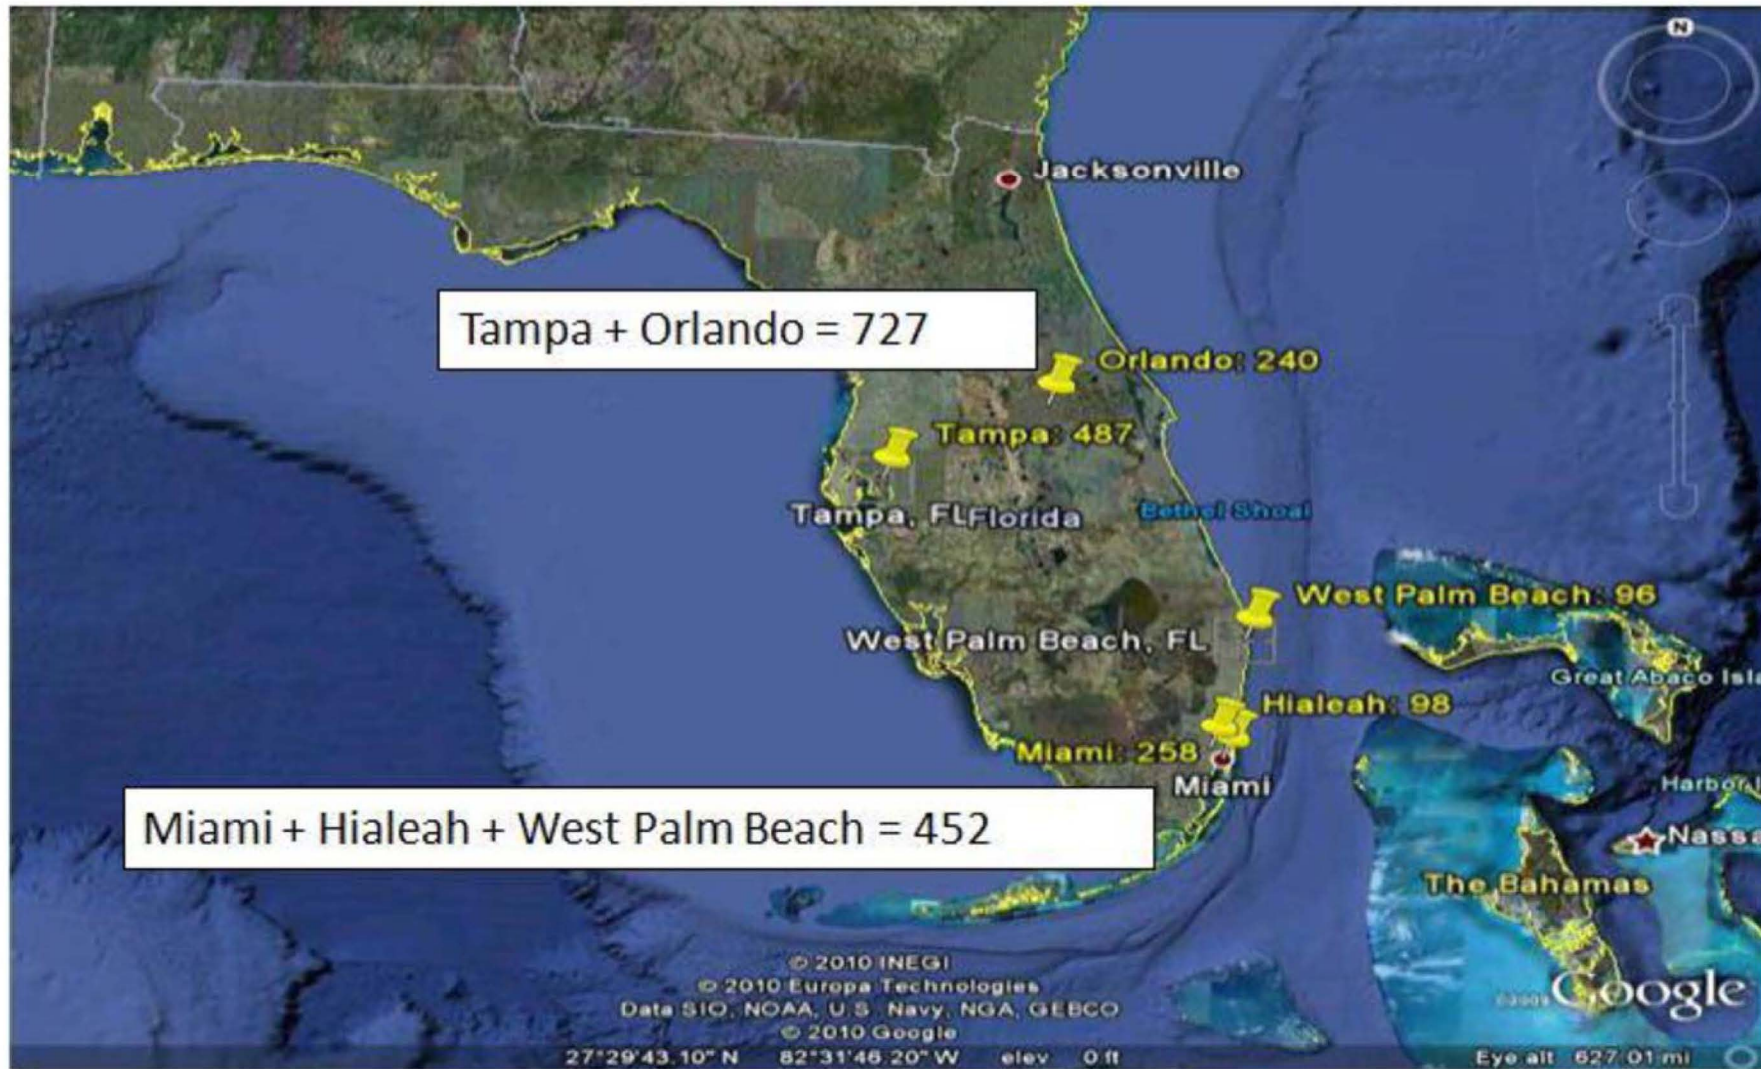 N
Jacksonville
Tampa + Orlando = 727
Orlando: 240
Tampa: 487
Tampa, FL
Florida
Bethel Shoal
West Palm Beach: 96
West Palm Beach, FL
Great Abaco Isla
Hialeah: 98
Miami: 258
Miami
Harbor I
Miami + Hialeah + West Palm Beach = 452
Nassa
The Bahamas
© 2010 INEGI
© 2010 Europa Technologies
Data SIO, NOAA, U.S. Navy, NGA, GEBCO
© 2010 Google
Google
27°29'43.10" N 82°31'46.20" W elev 0 ft
Eye alt 627.01 mi